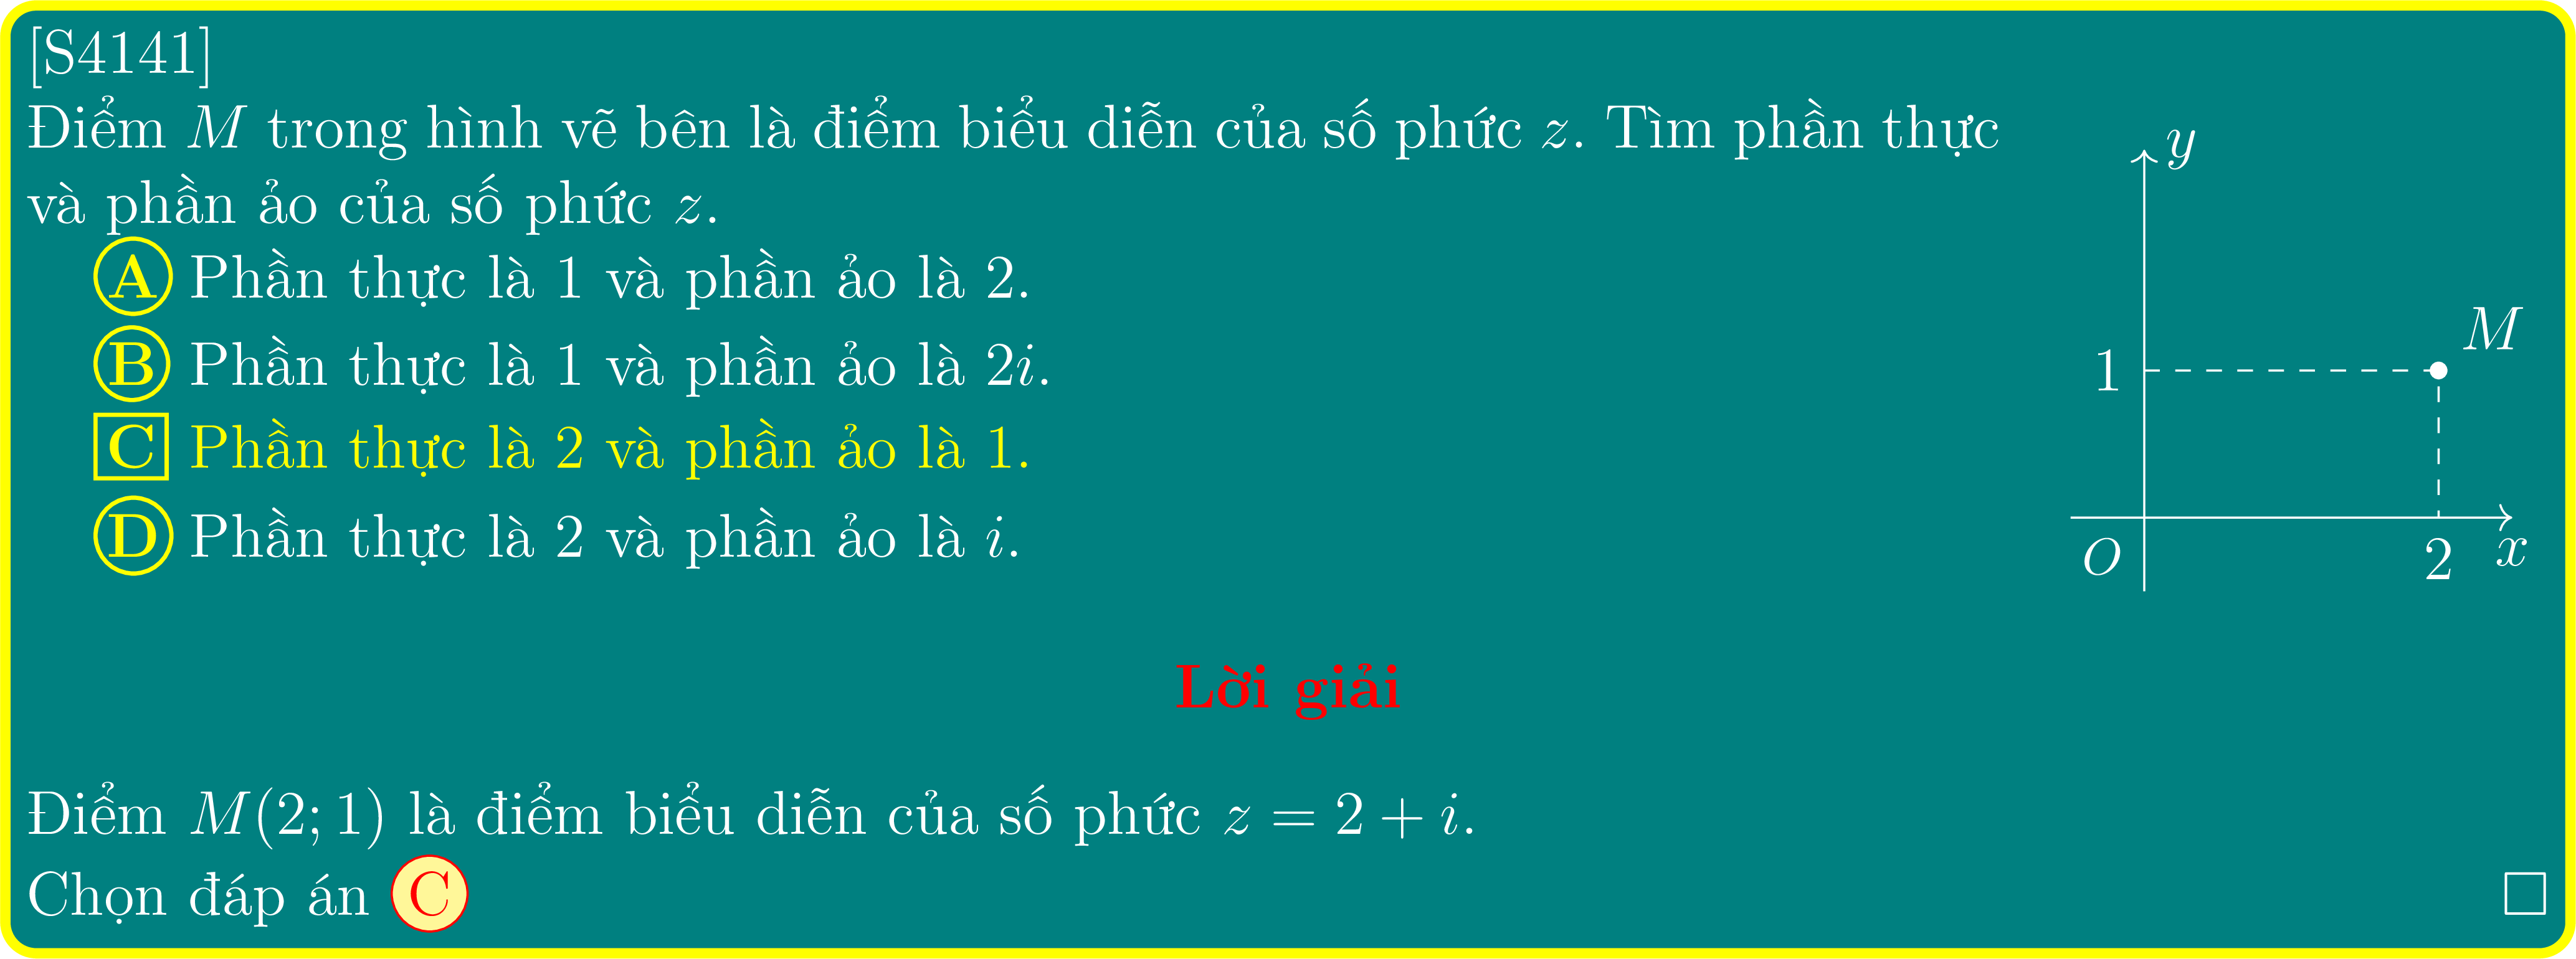 [S4141]
Điểm M trong hình vẽ bên là điểm biểu diễn của số phức z. Tìm phần thực
và phần ảo của số phức z.
A Phần thực là 1 và phần ảo là 2.
B Phần thực là 1 và phần ảo là 2i.
C Phần thực là 2 và phần ảo là 1.
D Phần thực là 2 và phần ảo là i.
y
M
1
O
2
x
Lời giải
Điểm M(2; 1) là điểm biểu diễn của số phức z = 2 + i.
Chọn đáp án C